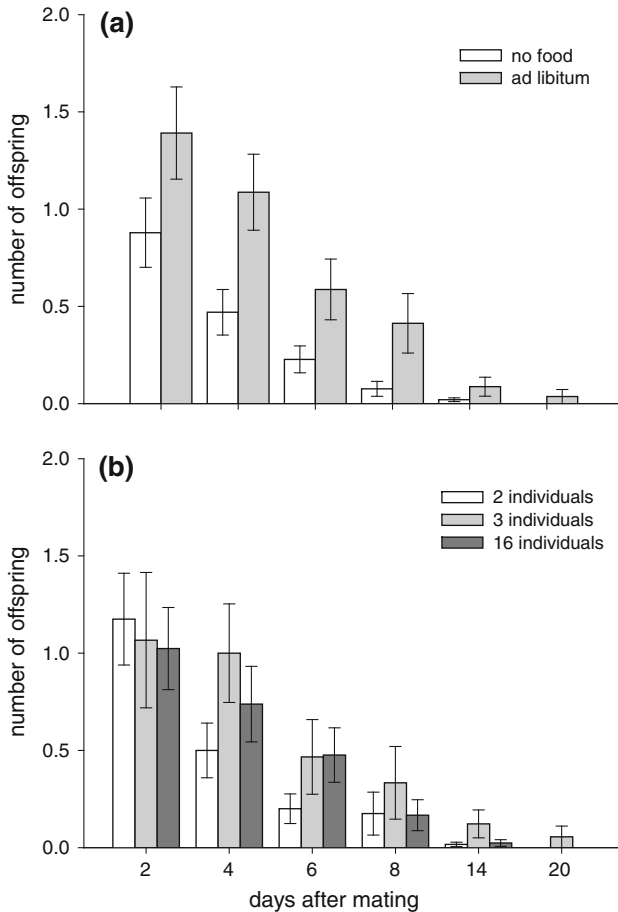 (a)
no food
ad libitum
number of offspring
2.0
1.5
1.0
0.5
0.0
(b)
2 individuals
3 individuals
16 individuals
number of offspring
2.0
1.5
1.0
0.5
0.0
2 4 6 8 14 20
days after mating